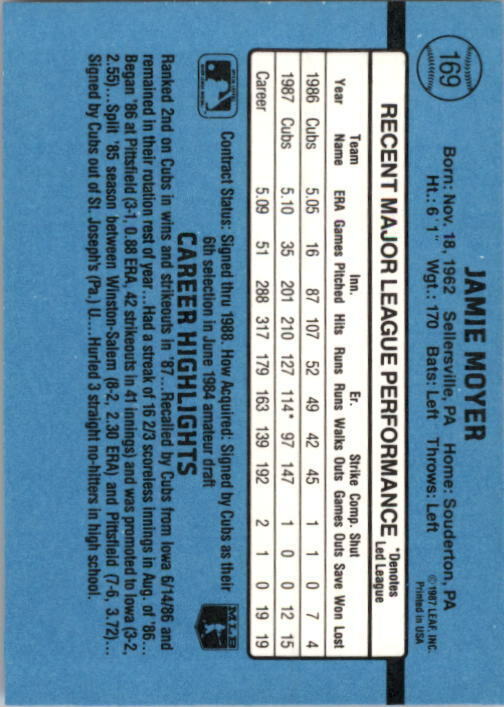 169
JAMIE MOYER
Born: Nov. 18, 1962 Sellersville, PA Home: Souderton, PA
Ht.: 6' 1" Wgt.: 170 Bats: Left Throws: Left
© 1987 LEAF, INC.
Printed in USA
RECENT MAJOR LEAGUE PERFORMANCE
*Denotes
Led League
Team Inn. Er. Strike Comp. Shut
Year Name ERA Games Pitched Hits Runs Runs Walks Outs Games Outs Save Won Lost
1986 Cubs 5.05 16 87 107 52 49 42 45 1 1 0 7 4
1987 Cubs 5.10 35 201 210 127 114* 97 147 1 0 0 12 15
Career 5.09 51 288 317 179 163 139 192 2 1 0 19 19
Contract Status: Signed thru 1988. How Acquired: Signed by Cubs as their
6th selection in June 1984 amateur draft
MLB
CAREER HIGHLIGHTS
Ranked 2nd on Cubs in wins and strikeouts in '87...Recalled by Cubs from Iowa 6/14/86 and
remained in their rotation rest of year...Had a streak of 16 2/3 scoreless innings in Aug. of '86...
Began '86 at Pittsfield (3-1, 0.88 ERA, 42 strikeouts in 41 innings) and was promoted to Iowa (3-2,
2.55)...Split '85 season between Winston-Salem (8-2, 2.30 ERA) and Pittsfield (7-6, 3.72)...
Signed by Cubs out of St. Joseph's (Pa.) U....Hurled 3 straight no-hitters in high school.